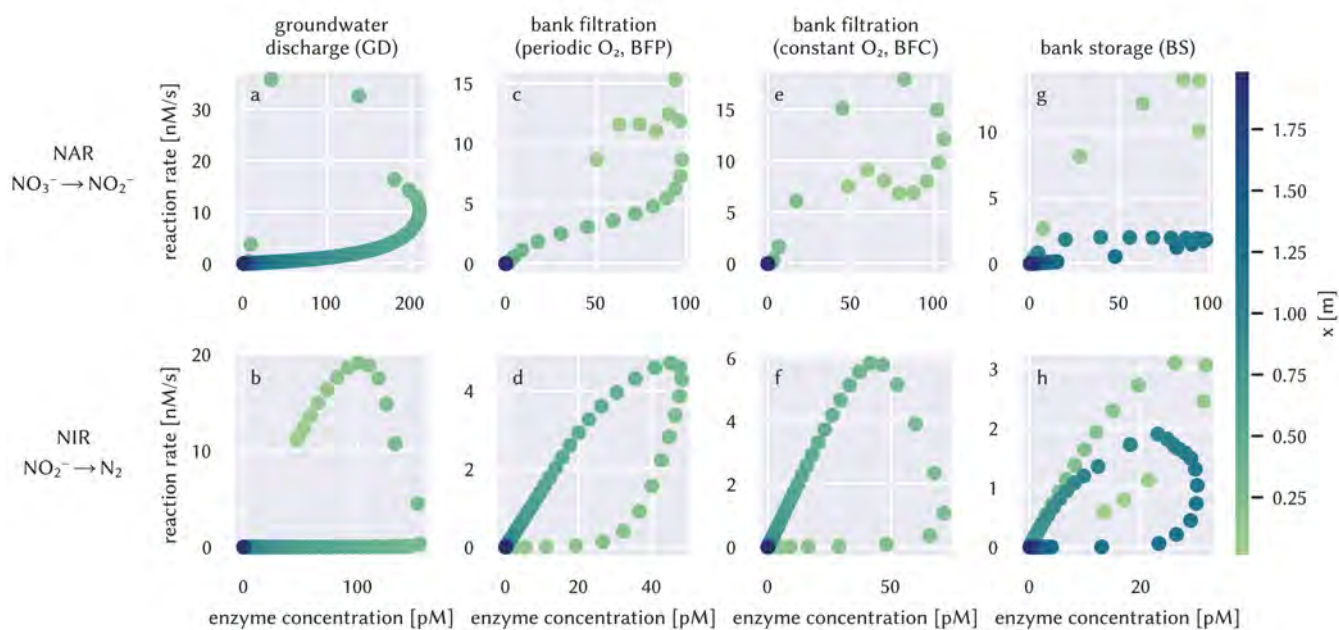 groundwater
discharge (GD)
bank filtration
(periodic O₂, BFP)
bank filtration
(constant O₂, BFC)
bank storage (BS)
NAR
NO₃⁻ → NO₂⁻
reaction rate [nM/s]
a
30
20
10
0
0
100
200
c
15
10
5
0
0
50
100
e
15
10
5
0
0
50
100
g
10
5
0
0
50
100
NIR
NO₂⁻ → N₂
reaction rate [nM/s]
b
20
10
0
0
100
enzyme concentration [pM]
d
4
2
0
0
20
40
enzyme concentration [pM]
f
6
4
2
0
0
50
enzyme concentration [pM]
h
3
2
1
0
0
20
enzyme concentration [pM]
1.75
1.50
1.25
1.00
0.75
0.50
0.25
x [m]